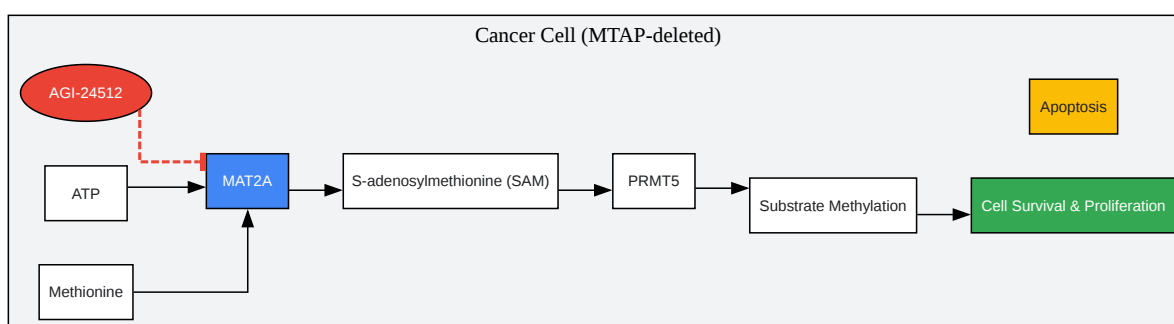 Cancer Cell (MTAP-deleted)
AGI-24512
Apoptosis
ATP
MAT2A
S-adenosylmethionine (SAM)
PRMT5
Substrate Methylation
Cell Survival & Proliferation
Methionine